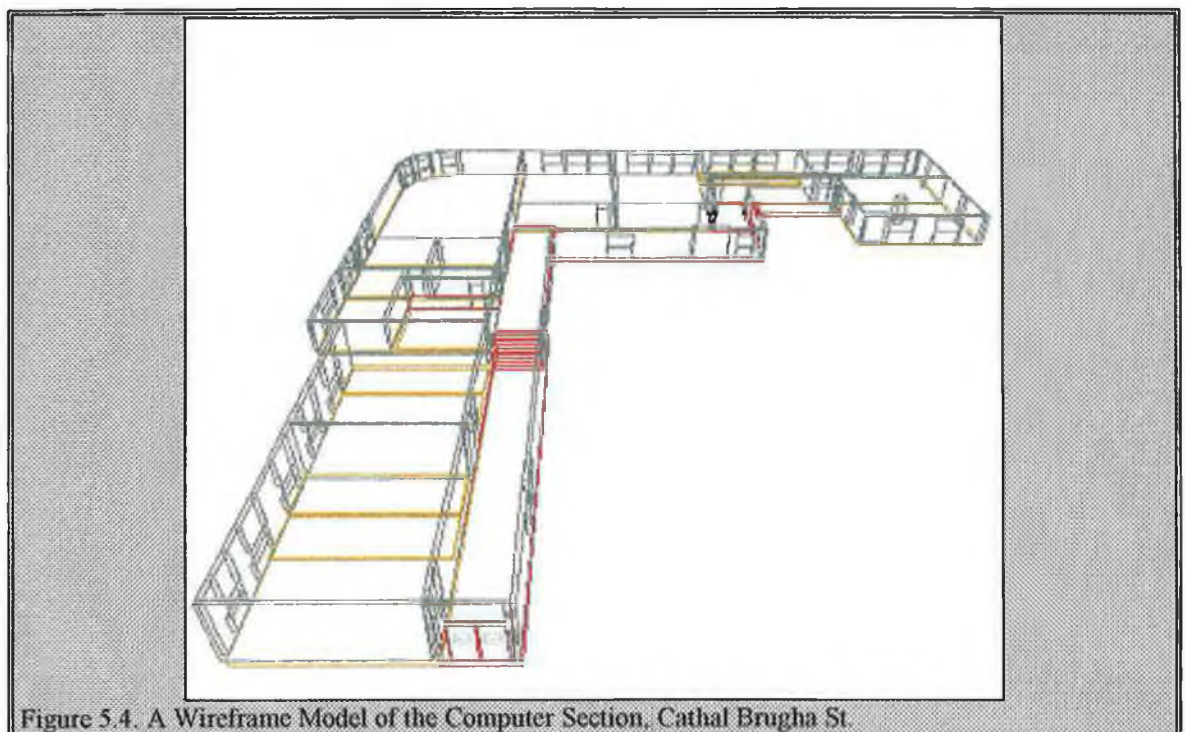 Figure 5.4. A Wireframe Model of the Computer Section, Cathal Brugha St.